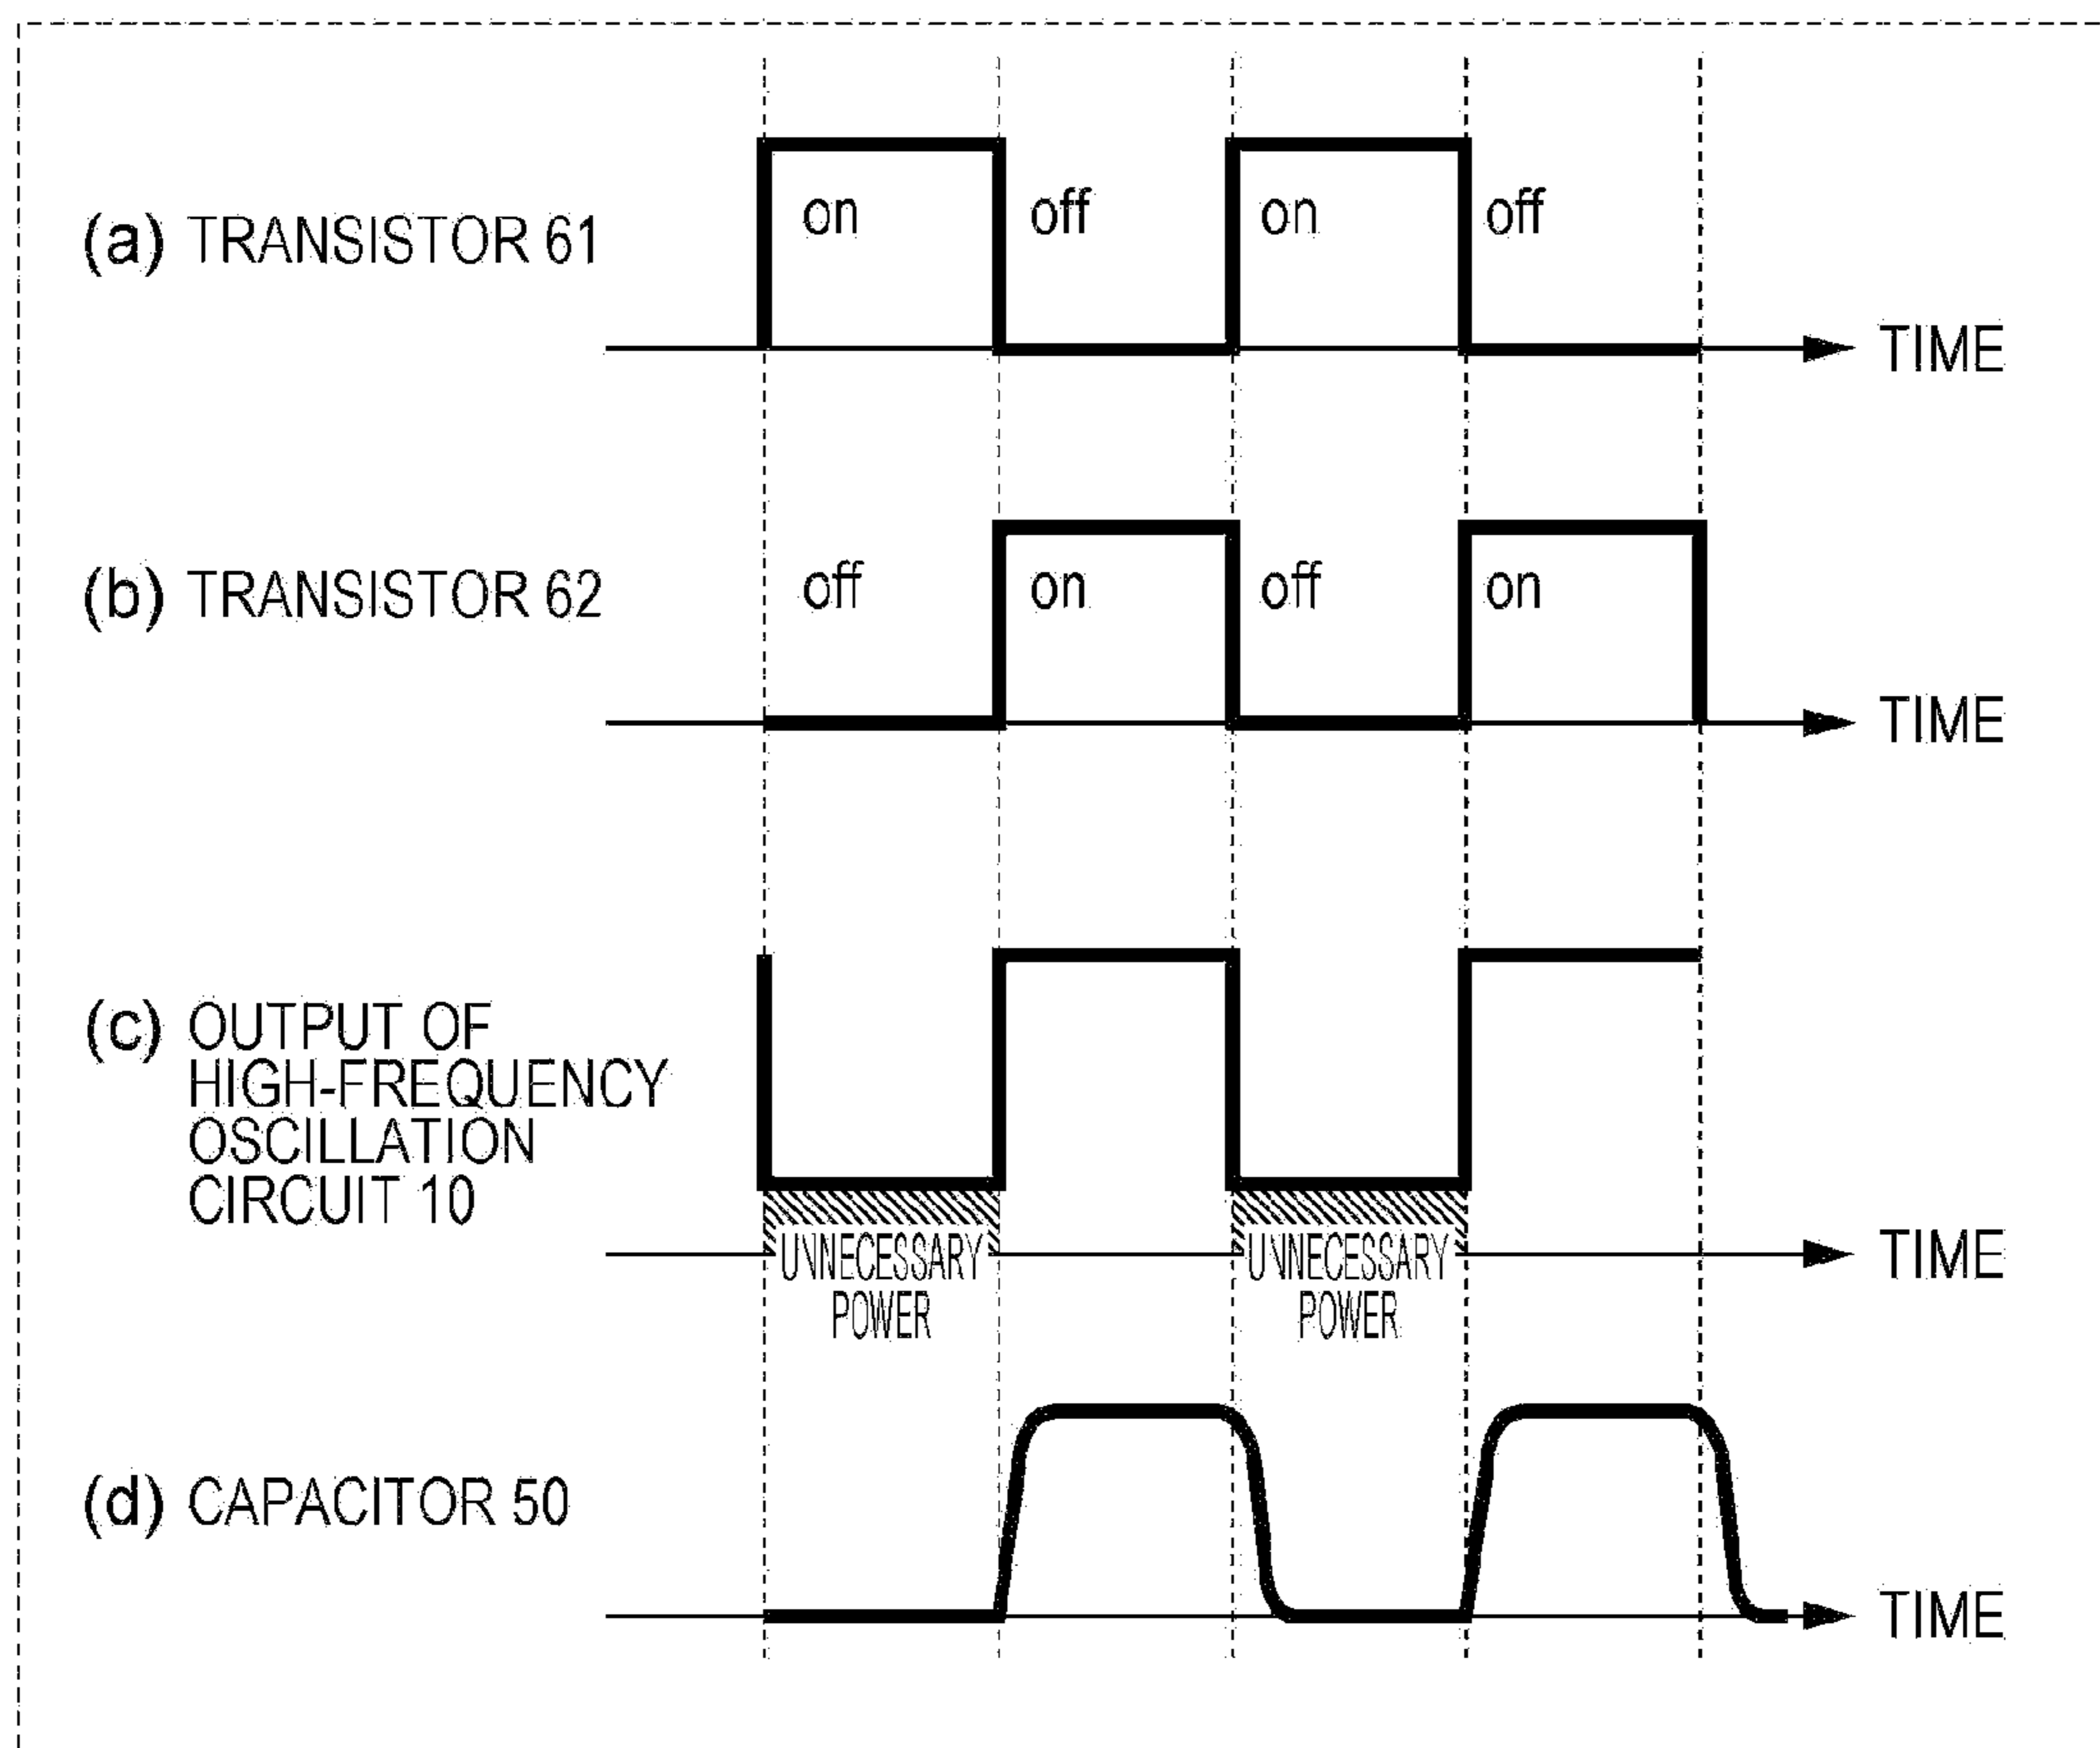 on off on off
(a) TRANSISTOR 61
TIME
off on off on
(b) TRANSISTOR 62
TIME
(c) OUTPUT OF
HIGH-FREQUENCY
OSCILLATION
CIRCUIT 10
TIME
UNNECESSARY UNNECESSARY
POWER POWER
(d) CAPACITOR 50
TIME